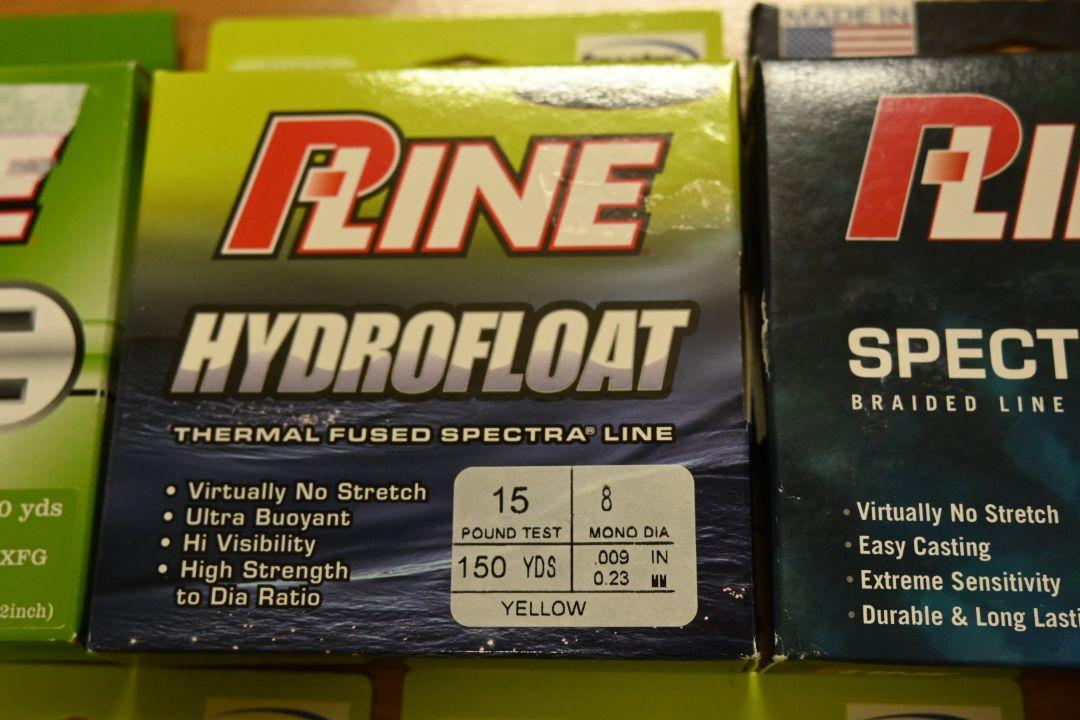 MADE IN
PLINE
HYDROFLOAT
THERMAL FUSED SPECTRA® LINE
• Virtually No Stretch
• Ultra Buoyant
• Hi Visibility
• High Strength
to Dia Ratio
15
POUND TEST
8
MONO DIA
150 YDS
.009 IN
0.23 MM
YELLOW
0 yds
XFG
2inch)
PLI
SPECT
BRAIDED LINE
• Virtually No Stretch
• Easy Casting
• Extreme Sensitivity
• Durable & Long Lasti